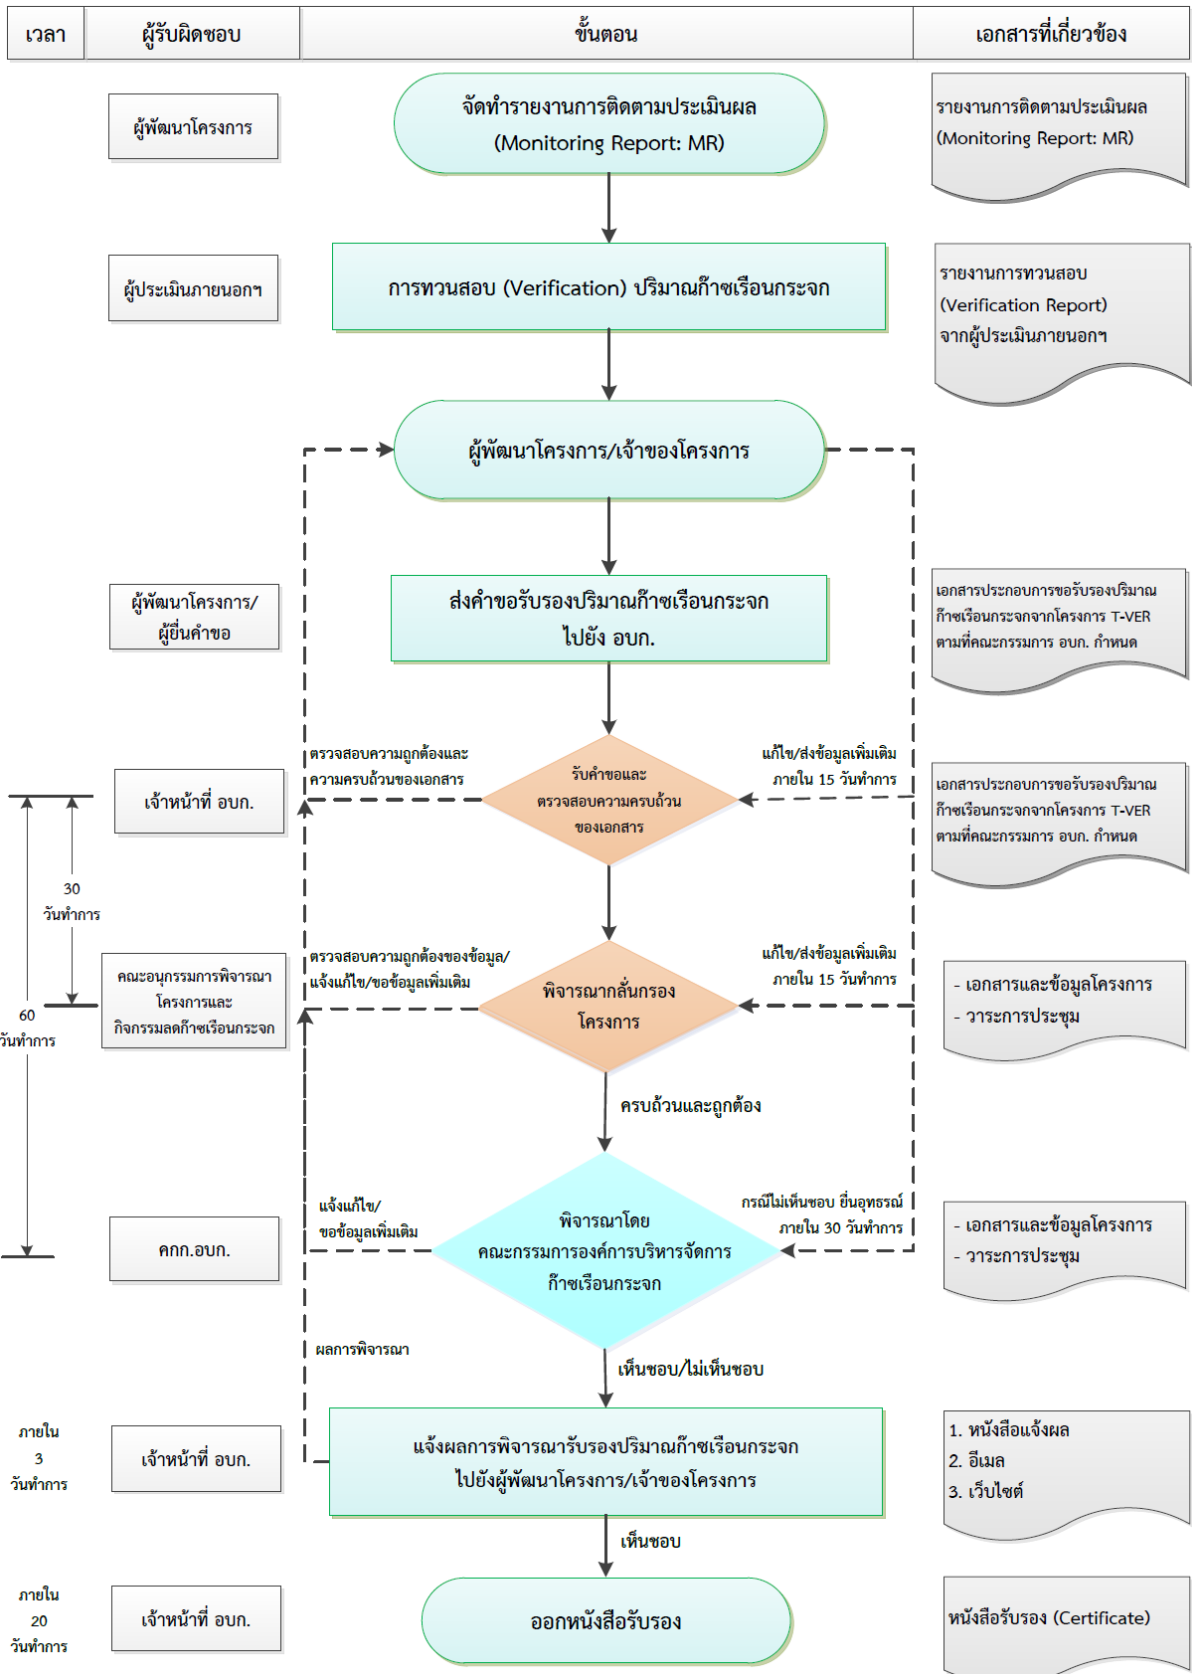 เวลา
ผู้รับผิดชอบ
ขั้นตอน
เอกสารที่เกี่ยวข้อง
ผู้พัฒนาโครงการ
จัดทำรายงานการติดตามประเมินผล
(Monitoring Report: MR)
รายงานการติดตามประเมินผล
(Monitoring Report: MR)
ผู้ประเมินภายนอกฯ
การทวนสอบ (Verification) ปริมาณก๊าซเรือนกระจก
รายงานการทวนสอบ
(Verification Report)
จากผู้ประเมินภายนอกฯ
ผู้พัฒนาโครงการ/เจ้าของโครงการ
ผู้พัฒนาโครงการ/
ผู้ยื่นคำขอ
ส่งคำขอรับรองปริมาณก๊าซเรือนกระจก
ไปยัง อบก.
เอกสารประกอบการขอรับรองปริมาณ
ก๊าซเรือนกระจกจากโครงการ T-VER
ตามที่คณะกรรมการ อบก. กำหนด
เจ้าหน้าที่ อบก.
ตรวจสอบความถูกต้องและ
ความครบถ้วนของเอกสาร
รับคำขอและ
ตรวจสอบความครบถ้วน
ของเอกสาร
แก้ไข/ส่งข้อมูลเพิ่มเติม
ภายใน 15 วันทำการ
เอกสารประกอบการขอรับรองปริมาณ
ก๊าซเรือนกระจกจากโครงการ T-VER
ตามที่คณะกรรมการ อบก. กำหนด
30
วันทำการ
60
วันทำการ
คณะอนุกรรมการพิจารณา
โครงการและ
กิจกรรมลดก๊าซเรือนกระจก
ตรวจสอบความถูกต้องของข้อมูล/
แจ้งแก้ไข/ขอข้อมูลเพิ่มเติม
พิจารณากลั่นกรอง
โครงการ
แก้ไข/ส่งข้อมูลเพิ่มเติม
ภายใน 15 วันทำการ
- เอกสารและข้อมูลโครงการ
- วาระการประชุม
ครบถ้วนและถูกต้อง
คกก.อบก.
แจ้งแก้ไข/
ขอข้อมูลเพิ่มเติม
พิจารณาโดย
คณะกรรมการองค์การบริหารจัดการ
ก๊าซเรือนกระจก
กรณีไม่เห็นชอบ ยื่นอุทธรณ์
ภายใน 30 วันทำการ
- เอกสารและข้อมูลโครงการ
- วาระการประชุม
ผลการพิจารณา
เห็นชอบ/ไม่เห็นชอบ
ภายใน
3
วันทำการ
เจ้าหน้าที่ อบก.
แจ้งผลการพิจารณารับรองปริมาณก๊าซเรือนกระจก
ไปยังผู้พัฒนาโครงการ/เจ้าของโครงการ
1. หนังสือแจ้งผล
2. อีเมล
3. เว็บไซต์
เห็นชอบ
ภายใน
20
วันทำการ
เจ้าหน้าที่ อบก.
ออกหนังสือรับรอง
หนังสือรับรอง (Certificate)